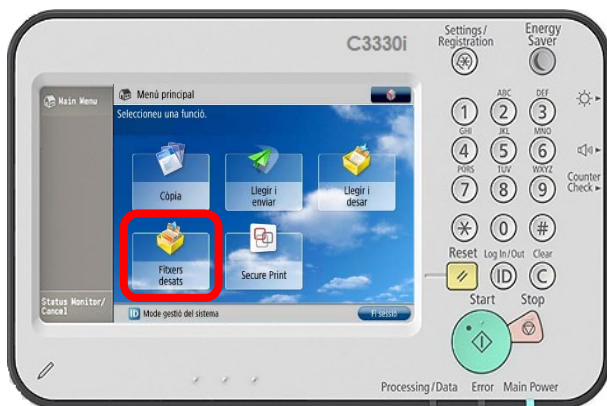 C3330i
Settings/
Registration
Energy
Saver
Main Menu
Menú principal
Seleccioneu una funció.
Còpia
Llegir i
enviar
Llegir i
desar
Fitxers
desats
Secure Print
Status Monitor/
Cancel
ID Mode gestió del sistema
Fi sessió
ABC
DEF
1
2
3
GHI
JKL
MNO
4
5
6
PQRS
TUV
WXYZ
7
8
9
Counter
Check
0
#
Reset
Log In/Out
Clear
ID
C
Start
Stop
Processing/Data
Error
Main Power